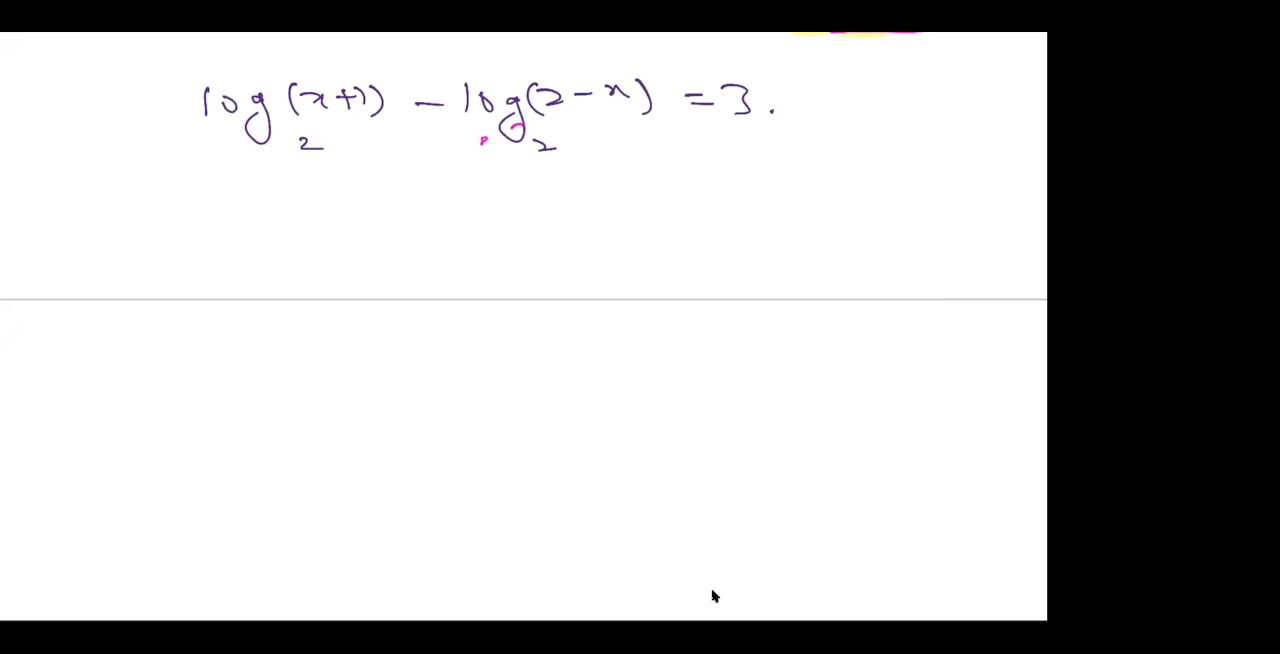 log₂(x+1) - log₂(2-x) = 3.